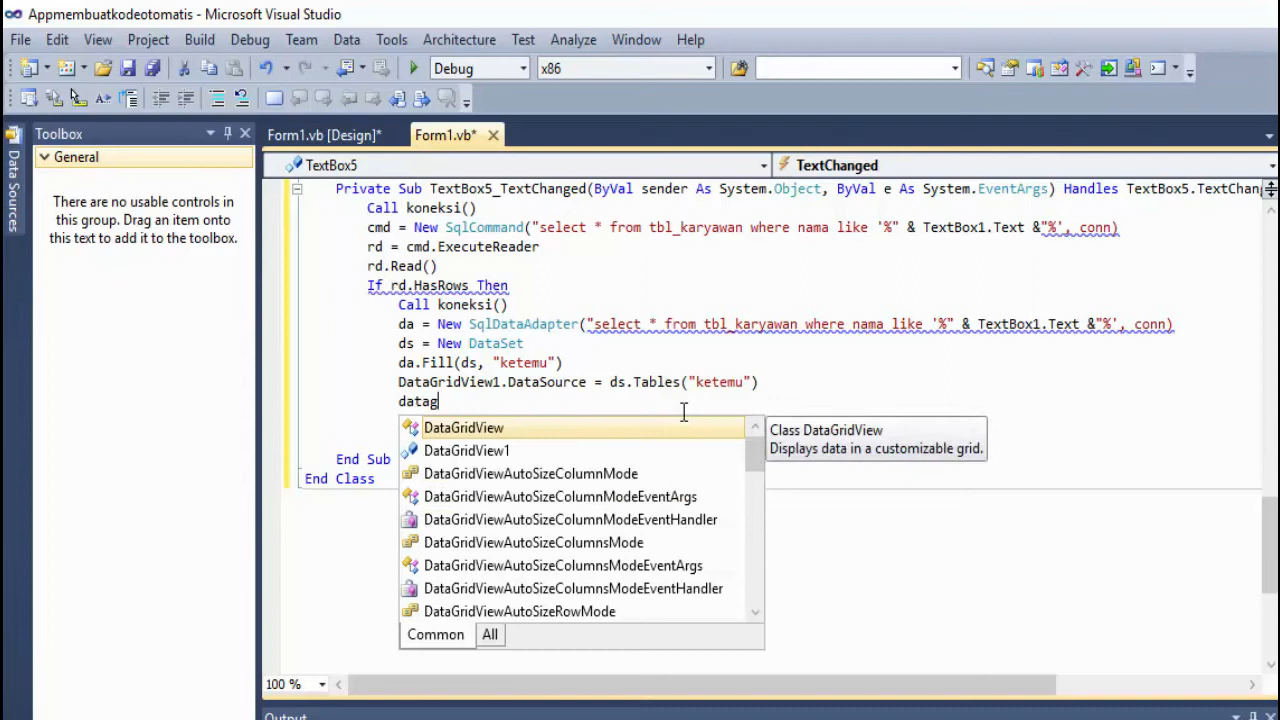 Appmembuatkodeotomatis - Microsoft Visual Studio
File Edit View Project Build Debug Team Data Tools Architecture Test Analyze Window Help
Debug x86
Toolbox
Form1.vb [Design]* Form1.vb*
General
Data Sources
There are no usable controls in
this group. Drag an item onto
this text to add it to the toolbox.
TextBox5 TextChanged
Private Sub TextBox5_TextChanged(ByVal sender As System.Object, ByVal e As System.EventArgs) Handles TextBox5.TextChan
Call koneksi()
cmd = New SqlCommand("select * from tbl_karyawan where nama like '%" & TextBox1.Text &"%', conn)
rd = cmd.ExecuteReader
rd.Read()
If rd.HasRows Then
Call koneksi()
da = New SqlDataAdapter("select * from tbl_karyawan where nama like '%" & TextBox1.Text &"%', conn)
ds = New DataSet
da.Fill(ds, "ketemu")
DataGridView1.DataSource = ds.Tables("ketemu")
datag
End Sub
End Class
DataGridView
DataGridView1
DataGridViewAutoSizeColumnMode
DataGridViewAutoSizeColumnModeEventArgs
DataGridViewAutoSizeColumnModeEventHandler
DataGridViewAutoSizeColumnsMode
DataGridViewAutoSizeColumnsModeEventArgs
DataGridViewAutoSizeColumnsModeEventHandler
DataGridViewAutoSizeRowMode
Common All
Class DataGridView
Displays data in a customizable grid.
100 %
Output